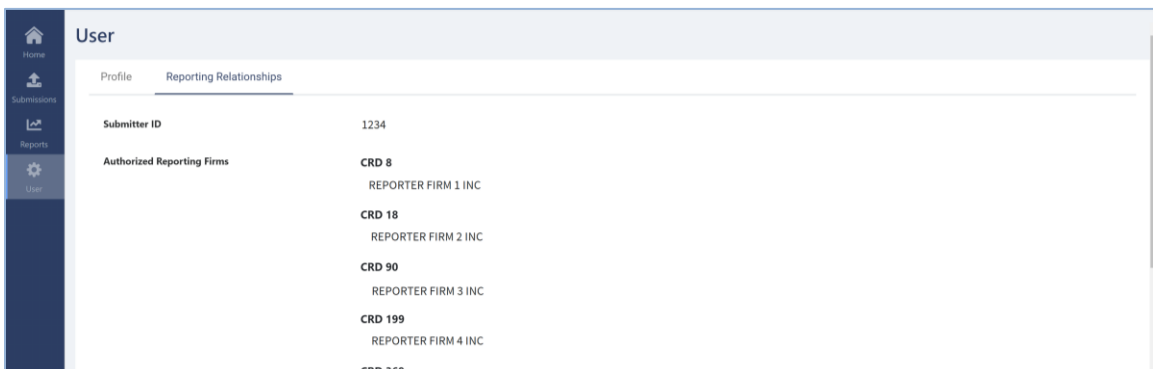 User
Home
Submissions
Reports
User
Profile Reporting Relationships
Submitter ID 1234
Authorized Reporting Firms CRD 8
REPORTER FIRM 1 INC
CRD 18
REPORTER FIRM 2 INC
CRD 90
REPORTER FIRM 3 INC
CRD 199
REPORTER FIRM 4 INC